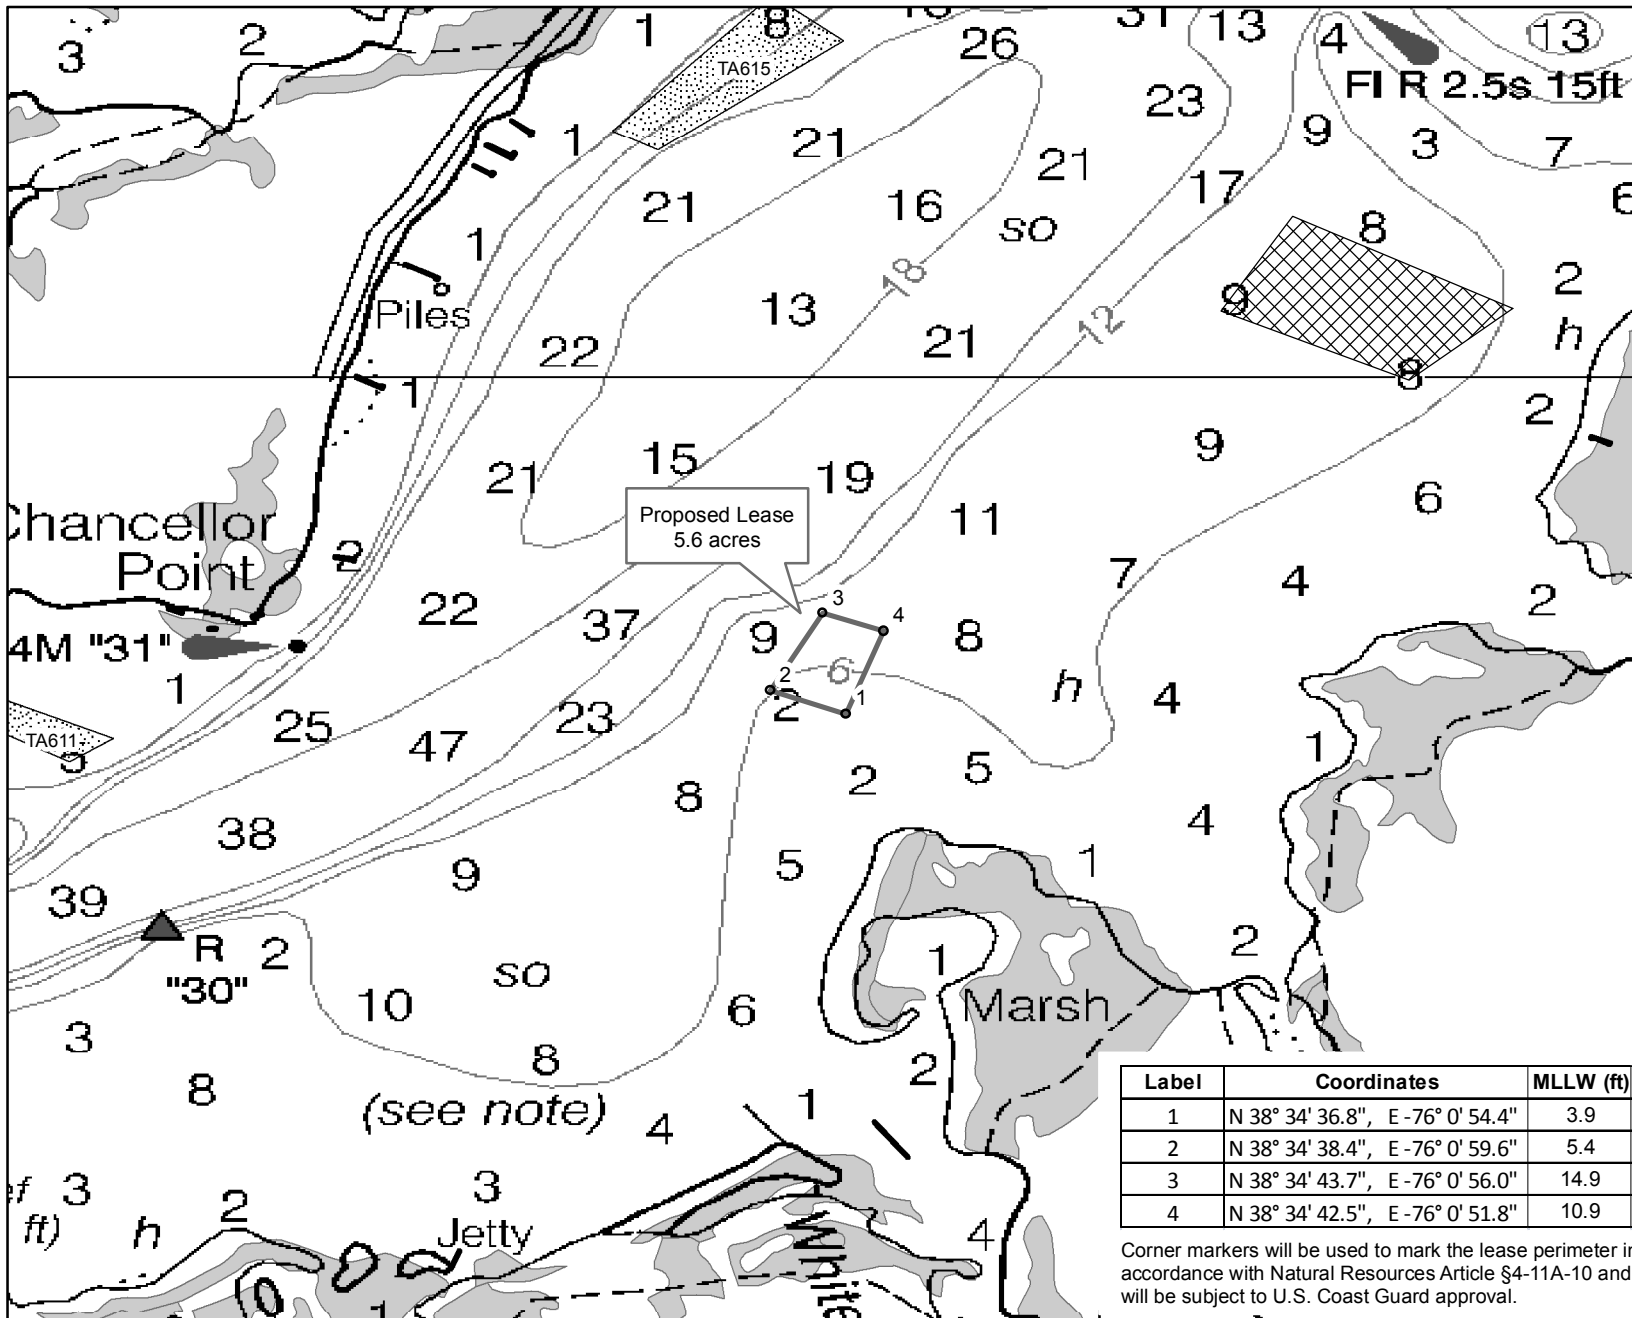 3 2 1 8 13 26 31 13 4 13
TA615
Fl R 2.5s 15ft
23
1 21 9 3 7
21
21 16 17 6
so
1 8
18
2
9
Piles 13 12
h
22 21
8
1
2
9
15
21 19
6
Proposed Lease
5.6 acres
11
Chancellor
Point
2
7 4
2
22 3
37 9 4 8
4M "31"
6
2
1 2 1 h 4
25 23
47
1
TA611
5
8 2 5
38
4
9 5 1
39
R
"30"
2
so
1
2
10 6 Marsh
3
8 2
8
(see note)
4 1
Label Coordinates MLLW (ft)
1 N 38° 34' 36.8", E -76° 0' 54.4" 3.9
2 N 38° 34' 38.4", E -76° 0' 59.6" 5.4
3 N 38° 34' 43.7", E -76° 0' 56.0" 14.9
4 N 38° 34' 42.5", E -76° 0' 51.8" 10.9
3 2 3
ft) h
Jetty
White
4
1
Corner markers will be used to mark the lease perimeter in
accordance with Natural Resources Article §4-11A-10 and
will be subject to U.S. Coast Guard approval.